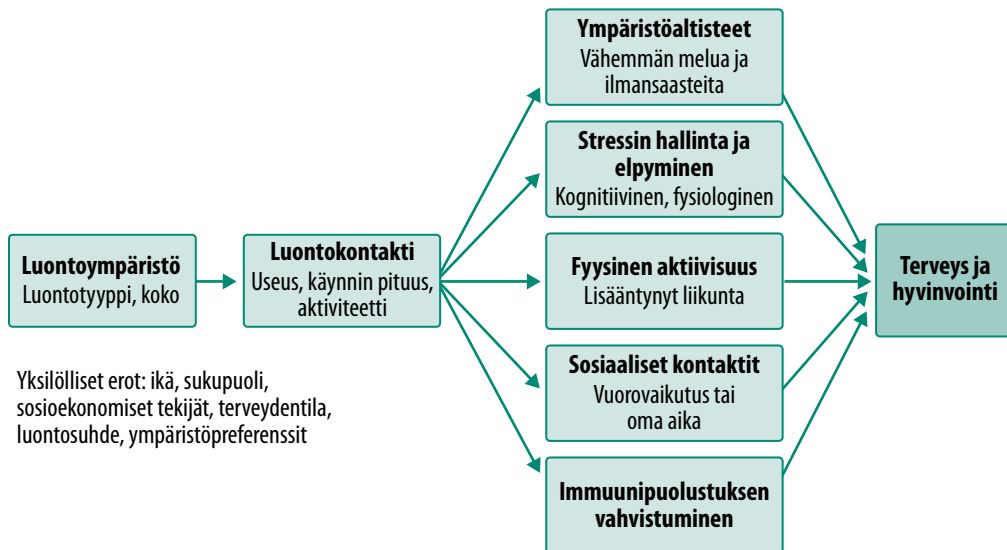 Luontoympäristö
Luontotyyppi, koko
Luontokontakti
Useus, käynnin pituus,
aktiviteetti
Ympäristöaltisteet
Vähemmän melua ja
ilmansaasteita
Stressin hallinta ja
elpyminen
Kognitiivinen, fysiologinen
Fyysinen aktiivisuus
Lisääntynyt liikunta
Sosiaaliset kontaktit
Vuorovaikutus tai
oma aika
Immuunipuolustuksen
vahvistuminen
Terveys ja
hyvinvointi
Yksilölliset erot: ikä, sukupuoli,
sosioekonomiset tekijät, terveydentila,
luontosuhde, ympäristöpreferenssit